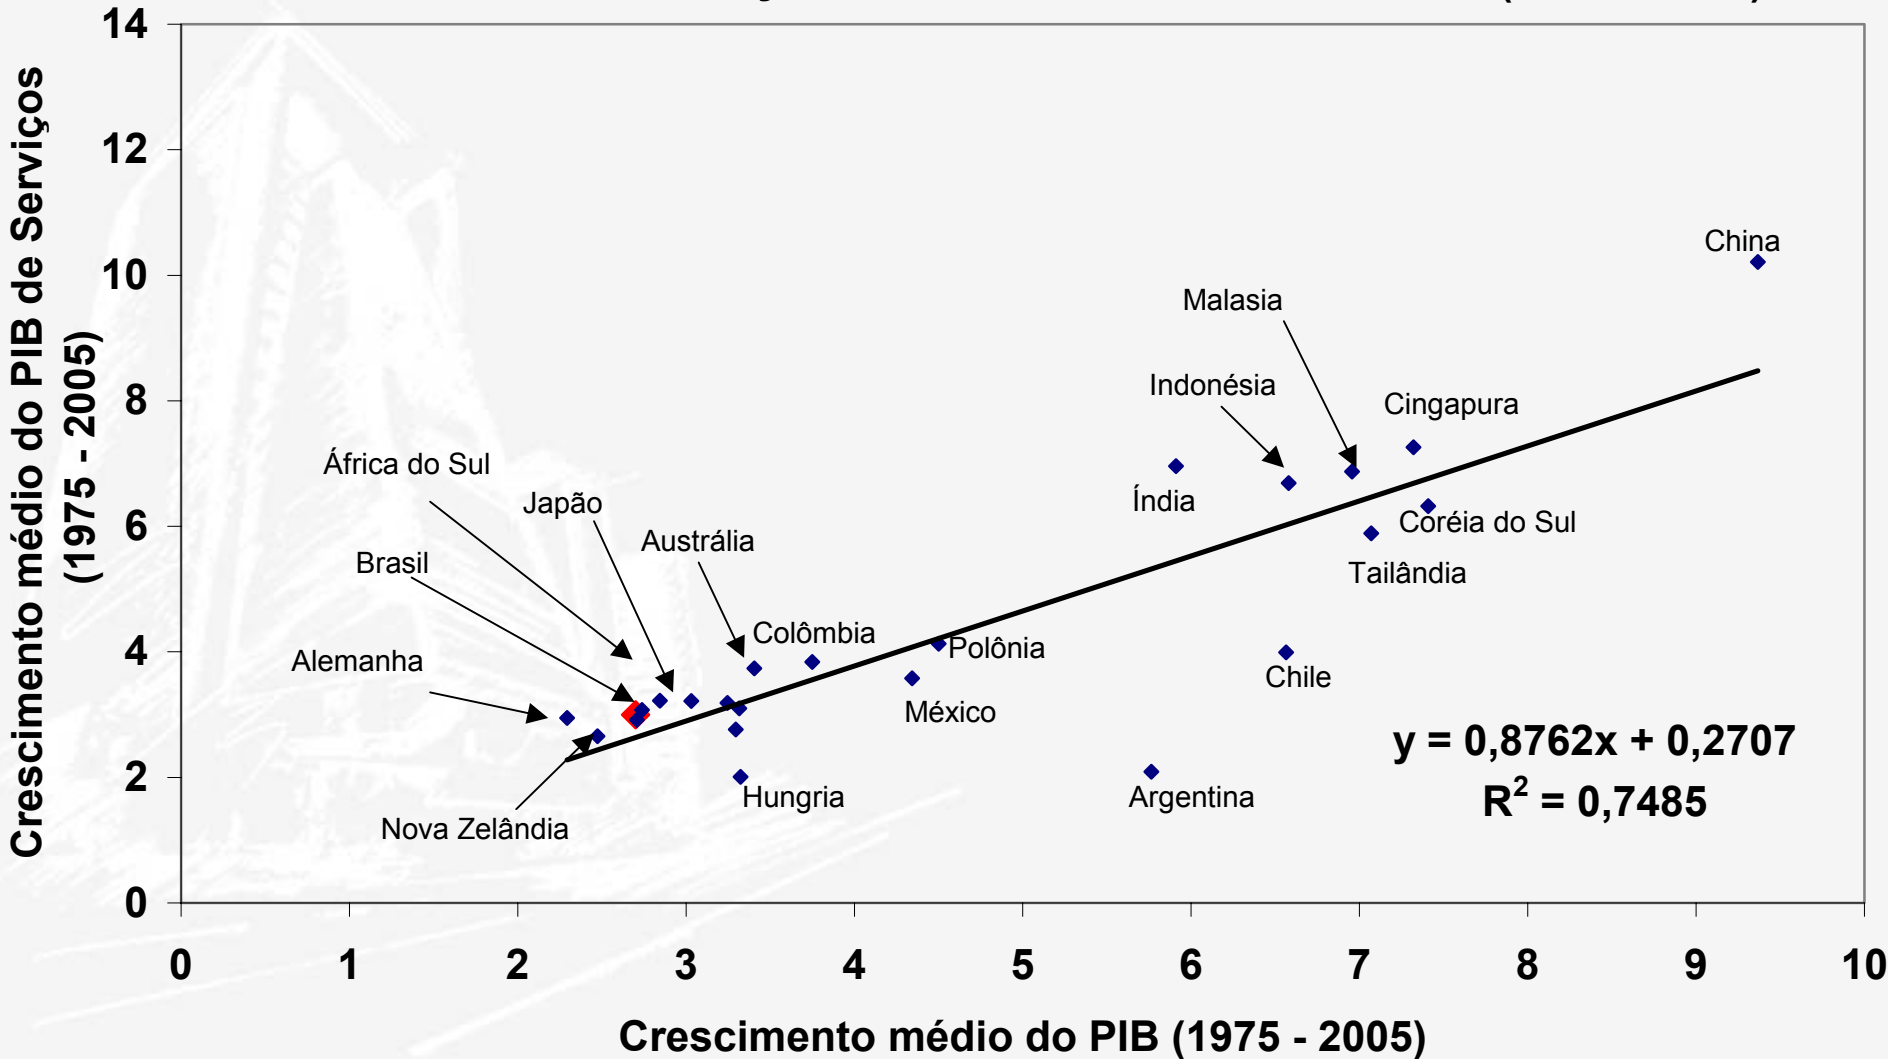 14
12
10
8
6
4
2
0
Crescimento médio do PIB de Serviços
(1975 - 2005)
China
Malasia
Indonésia
Cingapura
África do Sul
Japão
Índia
Coréia do Sul
Austrália
Brasil
Tailândia
Colômbia
Polônia
Alemanha
Chile
México
y = 0,8762x + 0,2707
Hungria
Argentina
R² = 0,7485
Nova Zelândia
0 1 2 3 4 5 6 7 8 9 10
Crescimento médio do PIB (1975 - 2005)